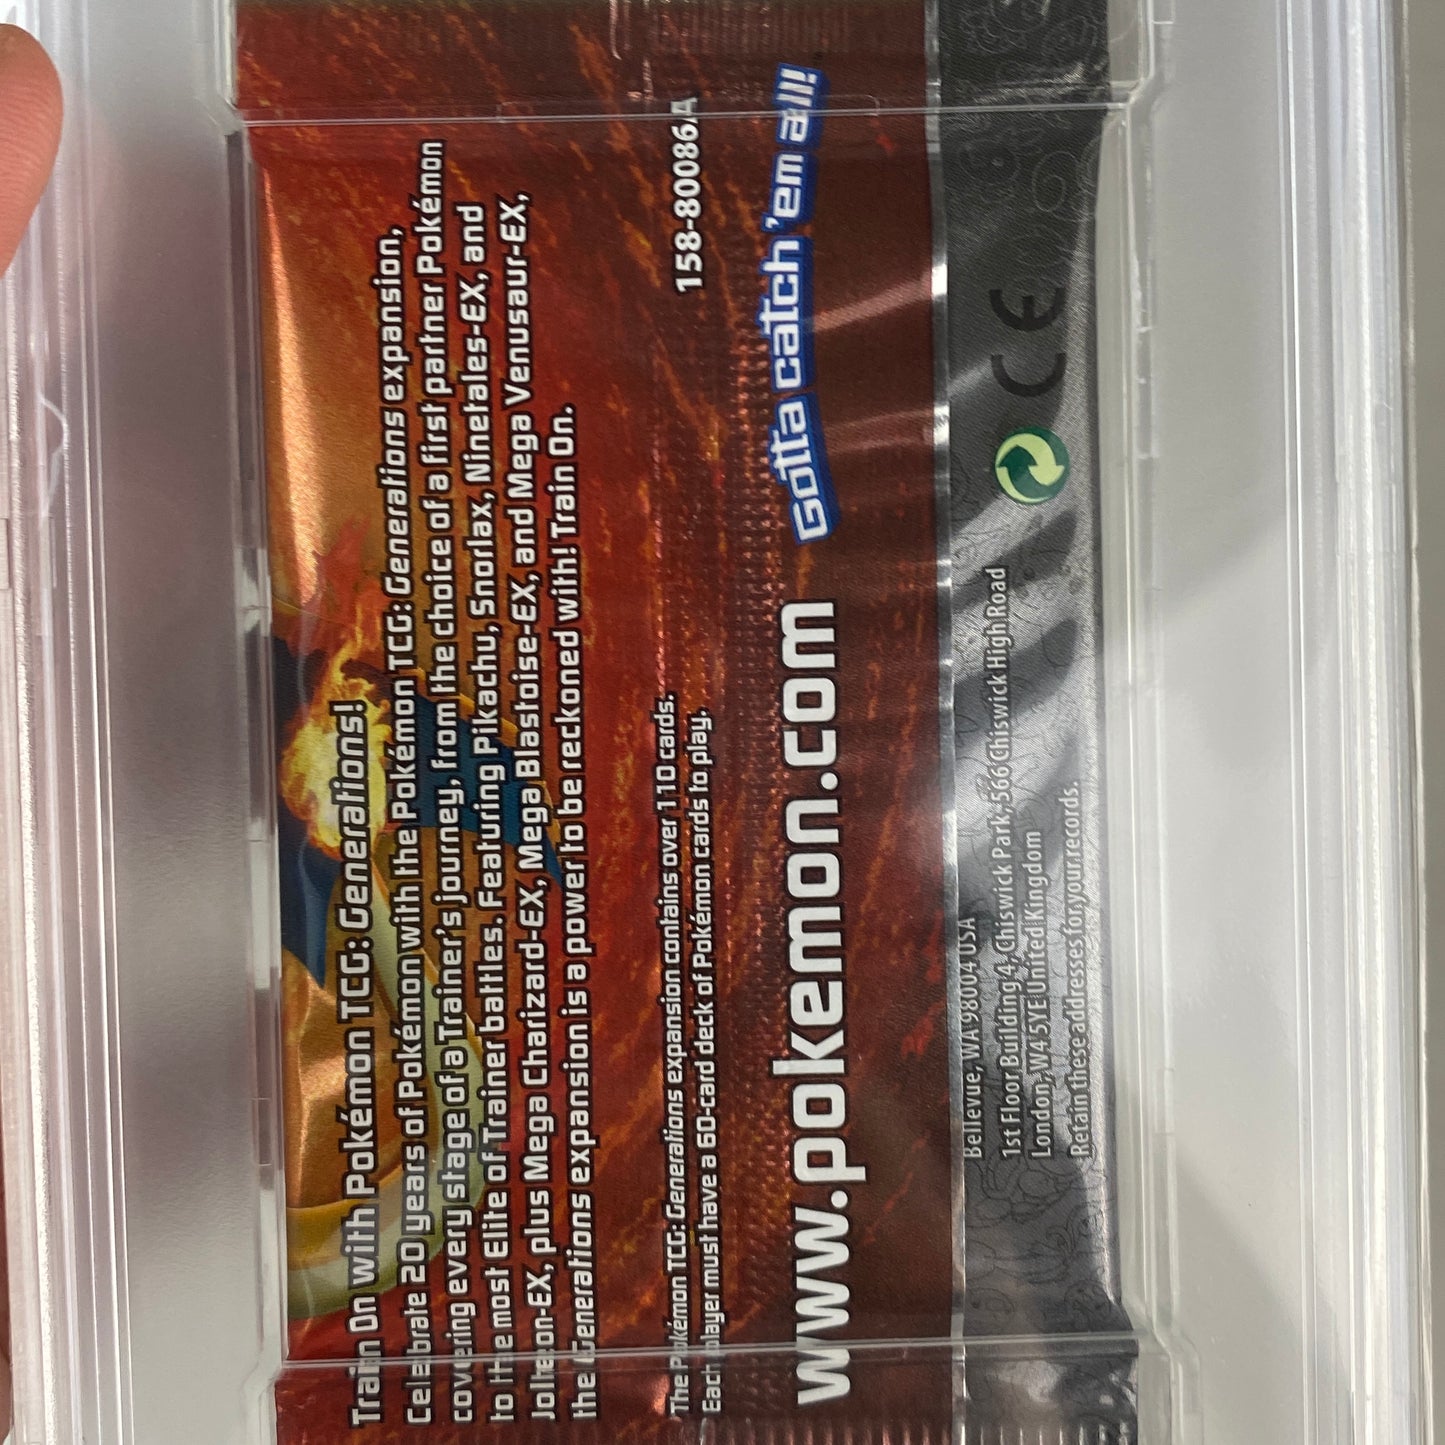 Train On with Pokémon TCG: Generations!
Celebrate 20 years of Pokémon with the Pokémon TCG: Generations expansion,
covering every stage of a Trainer's journey, from the choice of a first partner Pokémon
to the most Elite of Trainer battles. Featuring Pikachu, Snorlax, Ninetales-EX, and
Jolteon-EX, plus Mega Charizard-EX, Mega Blastoise-EX, and Mega Venusaur-EX,
the Generations expansion is a power to be reckoned with! Train On.
The Pokémon TCG: Generations expansion contains over 110 cards.
Each player must have a 60-card deck of Pokémon cards to play.
158-80086A
www.pokemon.com
Gotta catch 'em all!
Bellevue, WA 98004 USA
1st Floor Building 4, Chiswick Park, 566 Chiswick High Road
London, W4 5YE United Kingdom
Retain these addresses for your records.
CE